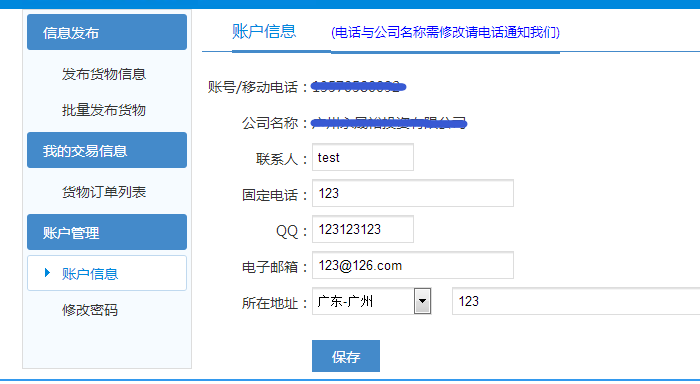 信息发布
发布货物信息
批量发布货物
我的交易信息
货物订单列表
账户管理
账户信息
修改密码
账户信息 (电话与公司名称需修改请电话通知我们)
账号/移动电话：
公司名称：
联系人： test
固定电话： 123
QQ： 123123123
电子邮箱： 123@126.com
所在地址： 广东-广州 123
保存